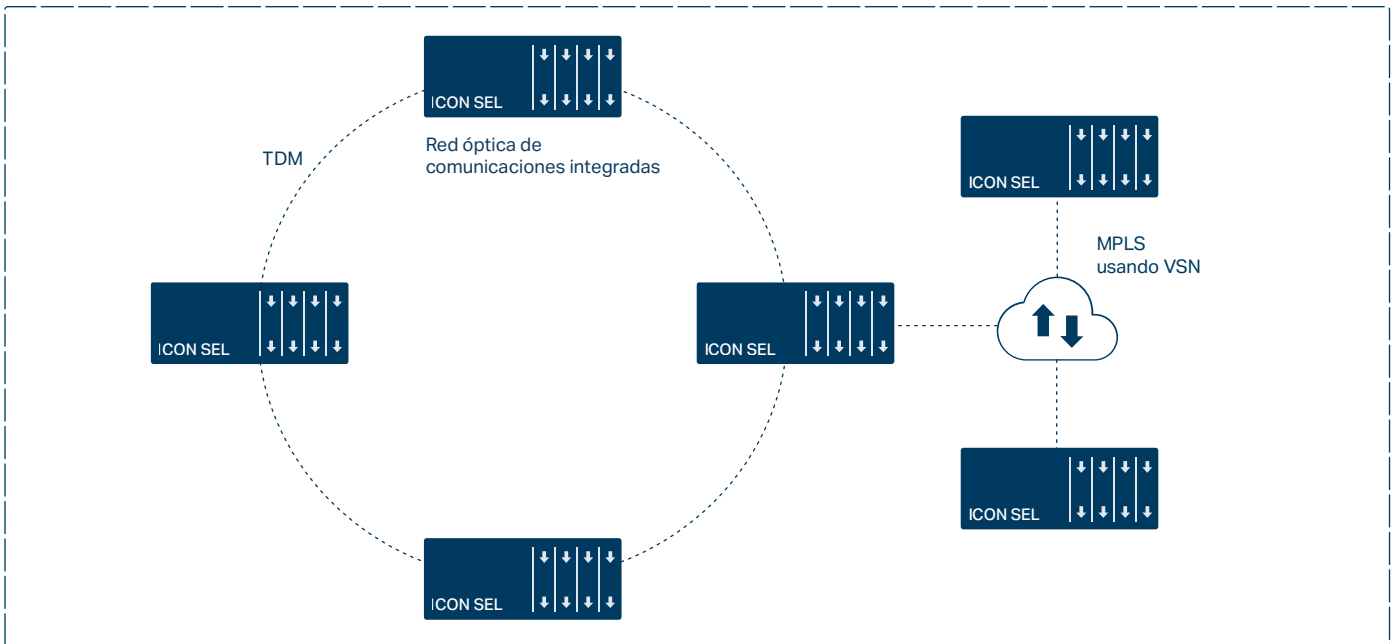 ICON SEL
Red óptica de
comunicaciones integradas
TDM
ICON SEL
ICON SEL
ICON SEL
ICON SEL
MPLS
usando VSN
ICON SEL